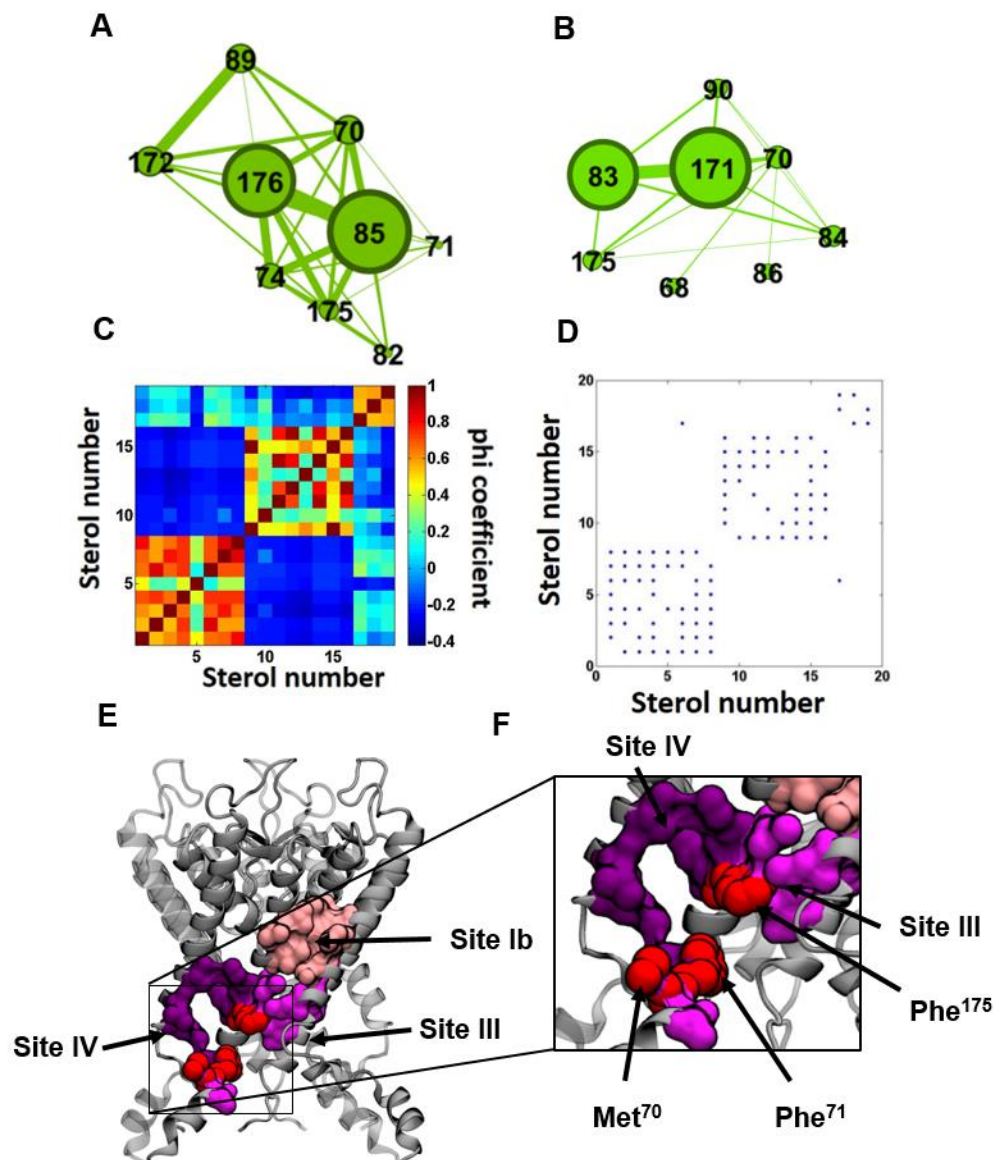 A
B
89
70
172
176
85
71
74
175
82
90
70
83
171
175
84
68
86
C
D
Sterol number
15
10
5
5
10
15
Sterol number
1
0.8
0.6
0.4
0.2
0
-0.2
-0.4
phi coefficient
Sterol number
20
15
10
5
0
0
5
10
15
20
Sterol number
E
F
Site IV
Site Ib
Site III
Site IV
Site III
Phe175
Met70
Phe71